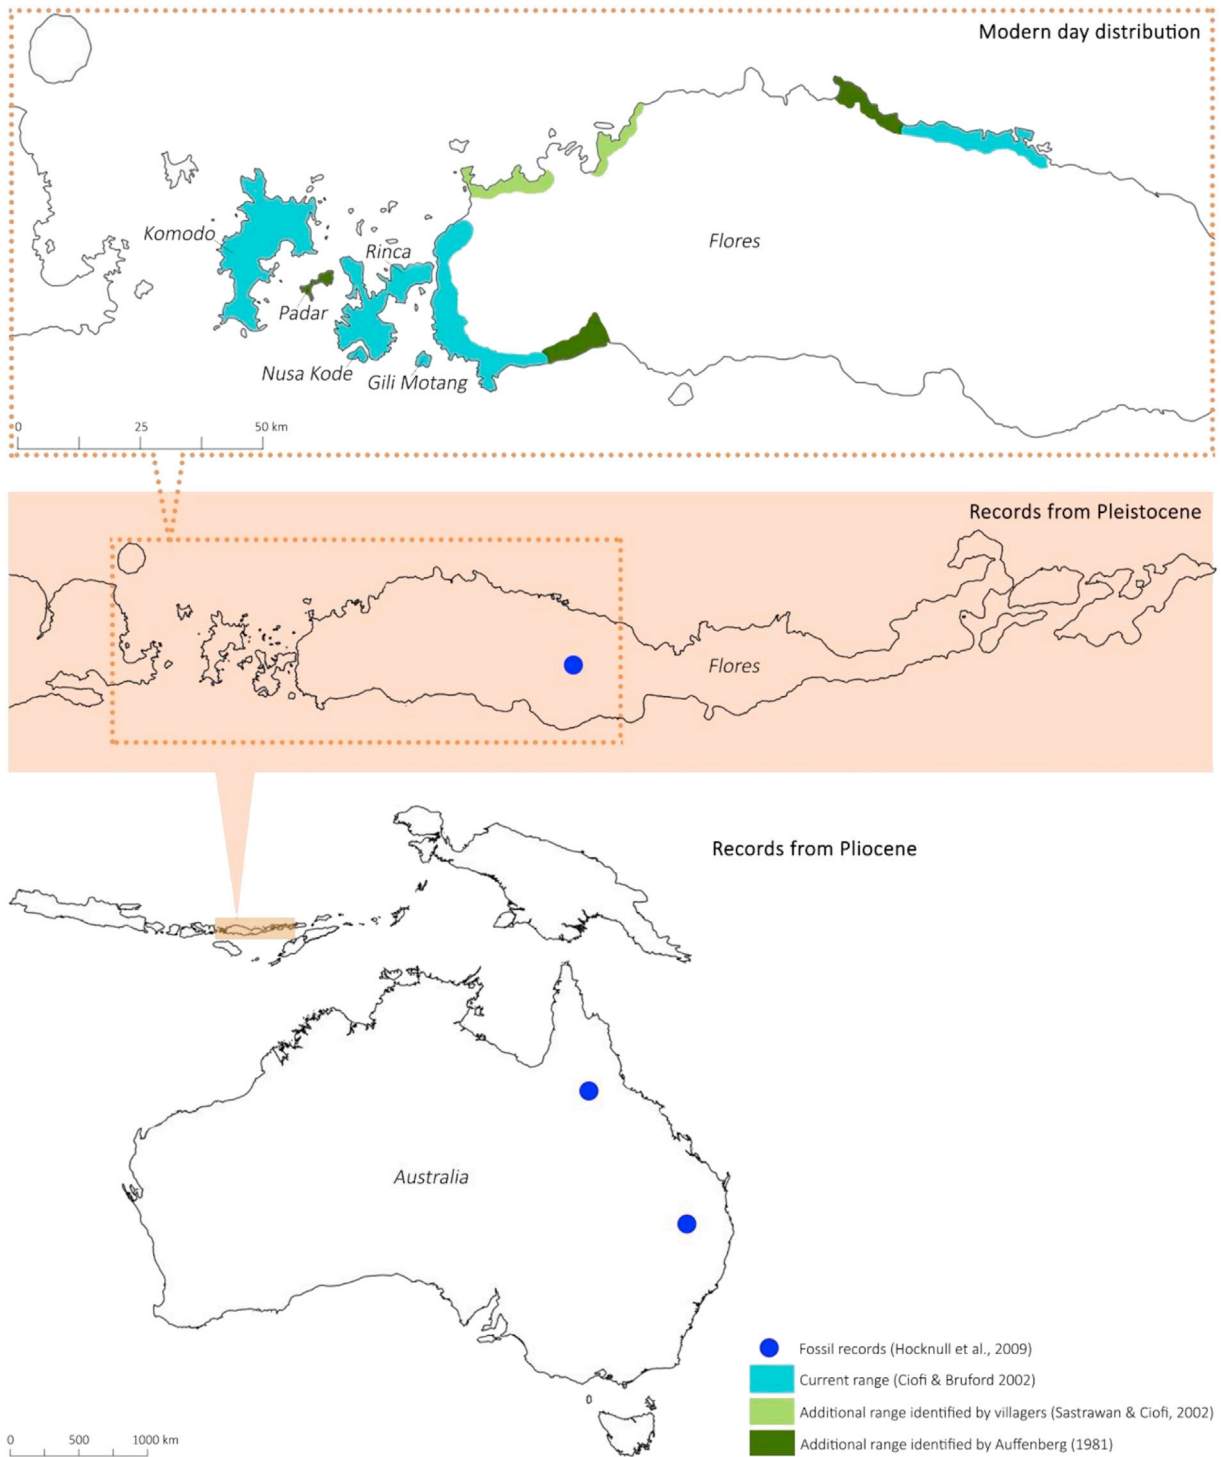 Modern day distribution
Komodo
Rinca
Flores
Padar
Nusa Kode
Gili Motang
0 25 50 km
Records from Pleistocene
Flores
Records from Pliocene
Australia
Fossil records (Hocknull et al., 2009)
Current range (Ciofi & Bruford 2002)
Additional range identified by villagers (Sastrawan & Ciofi, 2002)
Additional range identified by Auffenberg (1981)
0 500 1000 km